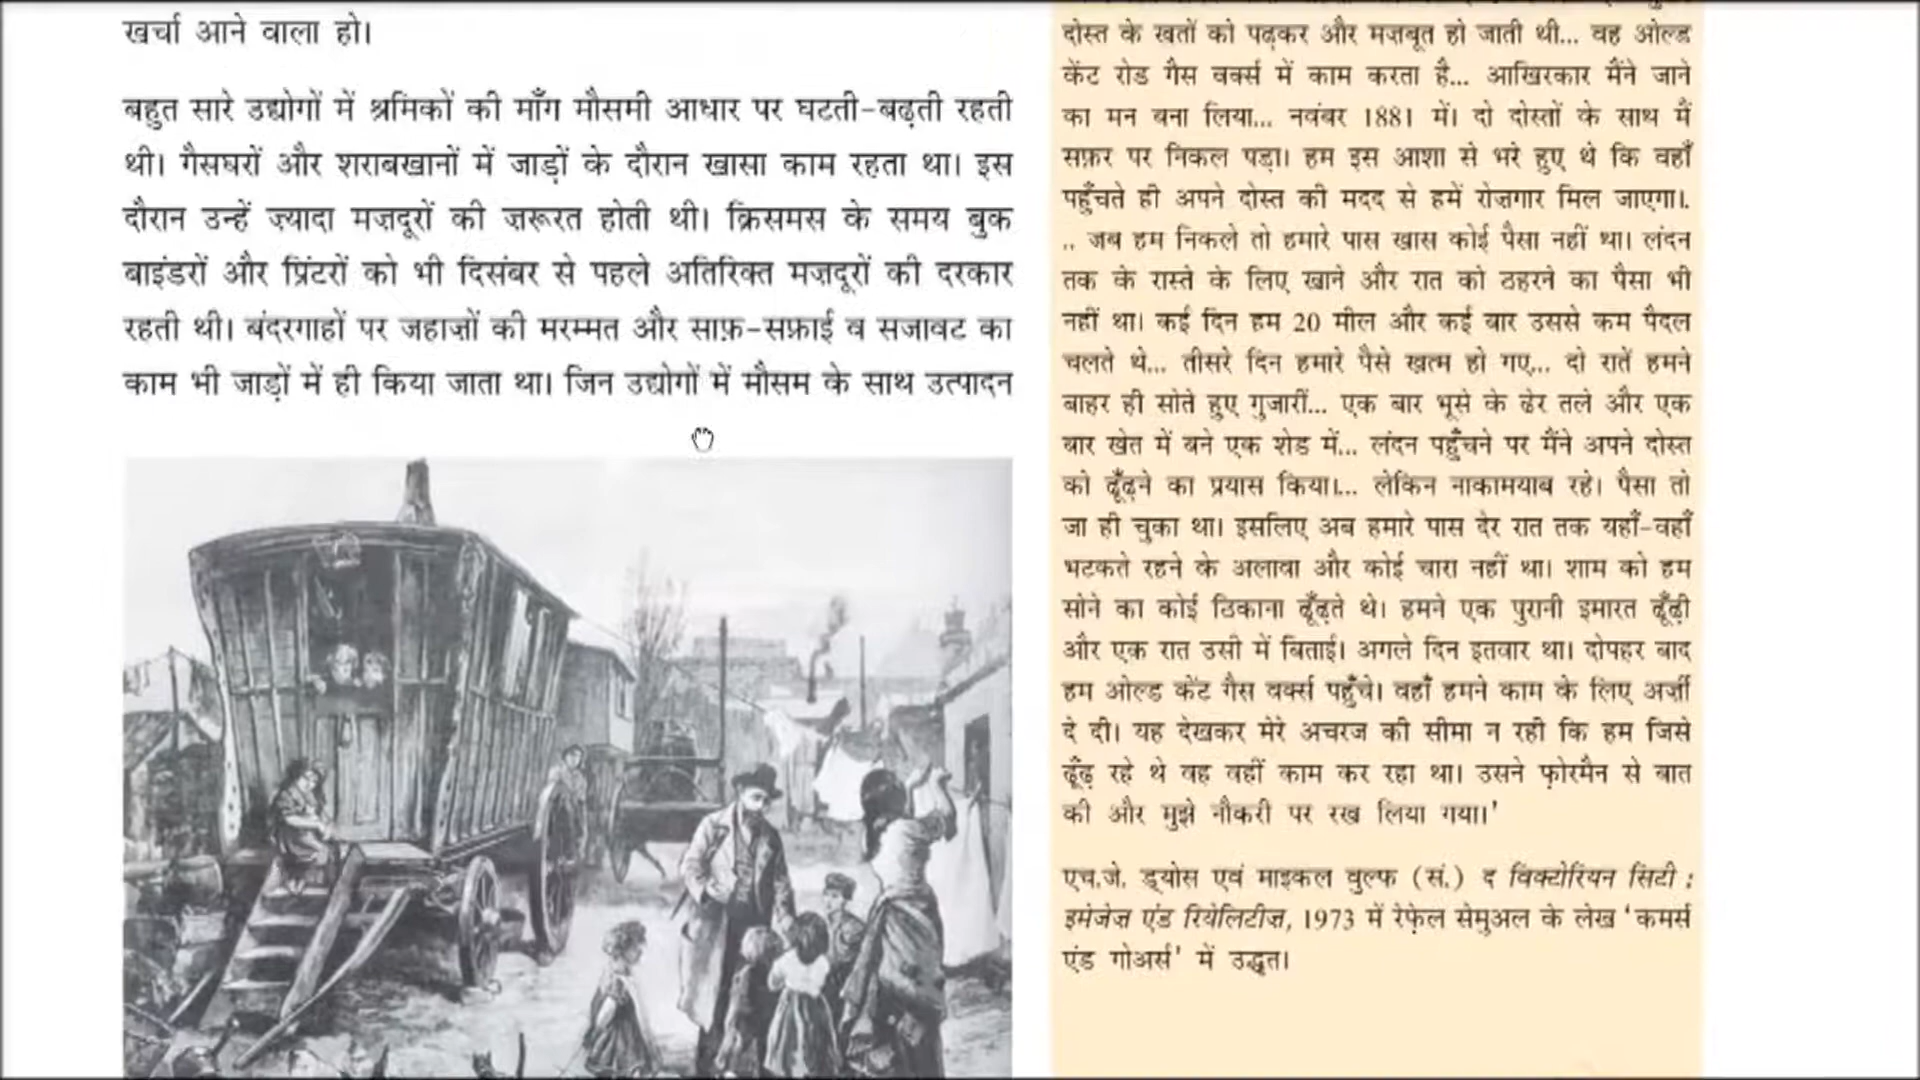 खर्चा आने वाला हो।
बहुत सारे उद्योगों में श्रमिकों की माँग मौसमी आधार पर घटती-बढ़ती रहती
थी। गैसघरों और शराबखानों में जाड़ों के दौरान खासा काम रहता था। इस
दौरान उन्हें ज़्यादा मज़दूरों की ज़रूरत होती थी। क्रिसमस के समय बुक
बाइंडरों और प्रिंटरों को भी दिसंबर से पहले अतिरिक्त मज़दूरों की दरकार
रहती थी। बंदरगाहों पर जहाज़ों की मरम्मत और साफ़-सफ़ाई व सजावट का
काम भी जाड़ों में ही किया जाता था। जिन उद्योगों में मौसम के साथ उत्पादन
दोस्त के खतों को पढ़कर और मज़बूत हो जाती थी... वह ओल्ड
केंट रोड गैस वर्क्स में काम करता है... आखिरकार मैंने जाने
का मन बना लिया... नवंबर 1881 में। दो दोस्तों के साथ मैं
सफ़र पर निकल पड़ा। हम इस आशा से भरे हुए थे कि वहाँ
पहुँचते ही अपने दोस्त की मदद से हमें रोज़गार मिल जाएगा।.
.. जब हम निकले तो हमारे पास खास कोई पैसा नहीं था। लंदन
तक के रास्ते के लिए खाने और रात को ठहरने का पैसा भी
नहीं था। कई दिन हम 20 मील और कई बार उससे कम पैदल
चलते थे... तीसरे दिन हमारे पैसे खत्म हो गए... दो रातें हमने
बाहर ही सोते हुए गुजारीं... एक बार भूसे के ढेर तले और एक
बार खेत में बने एक शेड में... लंदन पहुँचने पर मैंने अपने दोस्त
को ढूँढ़ने का प्रयास किया।... लेकिन नाकामयाब रहे। पैसा तो
जा ही चुका था। इसलिए अब हमारे पास देर रात तक यहाँ-वहाँ
भटकते रहने के अलावा और कोई चारा नहीं था। शाम को हम
सोने का कोई ठिकाना ढूँढ़ते थे। हमने एक पुरानी इमारत ढूँढ़ी
और एक रात उसी में बिताई। अगले दिन इतवार था। दोपहर बाद
हम ओल्ड केंट गैस वर्क्स पहुँचे। वहाँ हमने काम के लिए अर्ज़ी
दे दी। यह देखकर मेरे अचरज की सीमा न रही कि हम जिसे
ढूँढ़ रहे थे वह वहीं काम कर रहा था। उसने फ़ोरमैन से बात
की और मुझे नौकरी पर रख लिया गया।'
एच.जे. ड्योस एवं माइकल वुल्फ (सं.) द विक्टोरियन सिटी :
इमेजेज़ एंड रियेलिटीज़, 1973 में रेफ़ेल सेमुअल के लेख 'कमर्स
एंड गोअर्स' में उद्धृत।